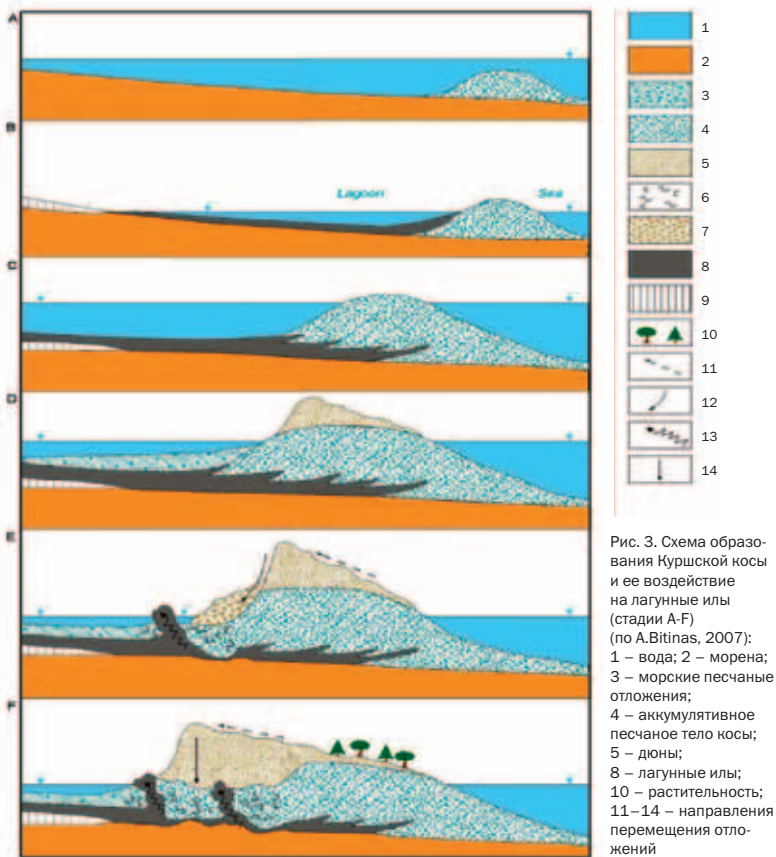 A
B
Lagoon
Sea
C
D
E
F
1
2
3
4
5
6
7
8
9
10
11
12
13
14
Рис. 3. Схема образо-
вания Куршской косы
и ее воздействие
на лагунные илы
(стадии A-F)
(по A.Bitinas, 2007):
1 – вода; 2 – морена;
3 – морские песчаные
отложения;
4 – аккумулятивное
песчаное тело косы;
5 – дюны;
8 – лагунные илы;
10 – растительность;
11–14 – направления
перемещения отло-
жений